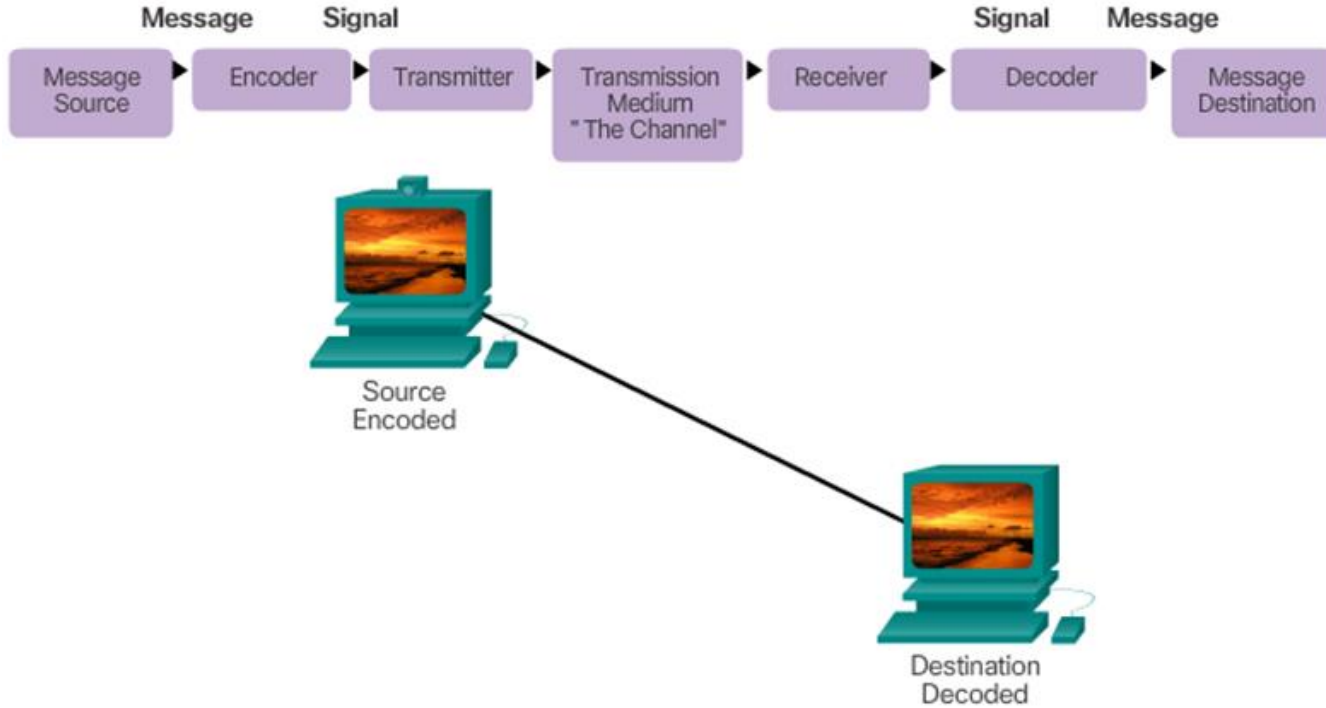 Message Signal Signal Message
Message
Source
Encoder
Transmitter
Transmission
Medium
" The Channel"
Receiver
Decoder
Message
Destination
Source
Encoded
Destination
Decoded